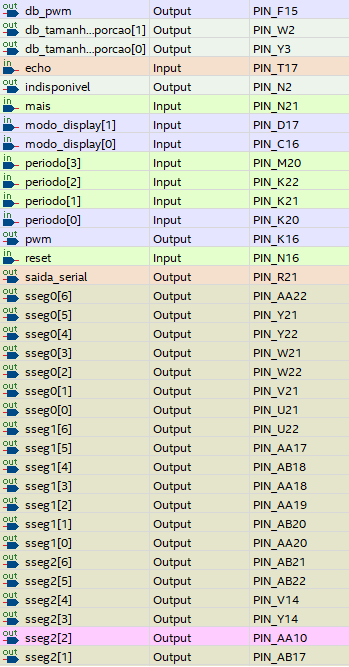 out db_pwm Output PIN_F15
out db_tamanh...porcao[1] Output PIN_W2
out db_tamanh...porcao[0] Output PIN_Y3
in echo Input PIN_T17
out indisponivel Output PIN_N2
in mais Input PIN_N21
in modo_display[1] Input PIN_D17
in modo_display[0] Input PIN_C16
in periodo[3] Input PIN_M20
in periodo[2] Input PIN_K22
in periodo[1] Input PIN_K21
in periodo[0] Input PIN_K20
out pwm Output PIN_K16
in reset Input PIN_N16
out saida_serial Output PIN_R21
out sseg0[6] Output PIN_AA22
out sseg0[5] Output PIN_Y21
out sseg0[4] Output PIN_Y22
out sseg0[3] Output PIN_W21
out sseg0[2] Output PIN_W22
out sseg0[1] Output PIN_V21
out sseg0[0] Output PIN_U21
out sseg1[6] Output PIN_U22
out sseg1[5] Output PIN_AA17
out sseg1[4] Output PIN_AB18
out sseg1[3] Output PIN_AA18
out sseg1[2] Output PIN_AA19
out sseg1[1] Output PIN_AB20
out sseg1[0] Output PIN_AA20
out sseg2[6] Output PIN_AB21
out sseg2[5] Output PIN_AB22
out sseg2[4] Output PIN_V14
out sseg2[3] Output PIN_Y14
out sseg2[2] Output PIN_AA10
out sseg2[1] Output PIN_AB17